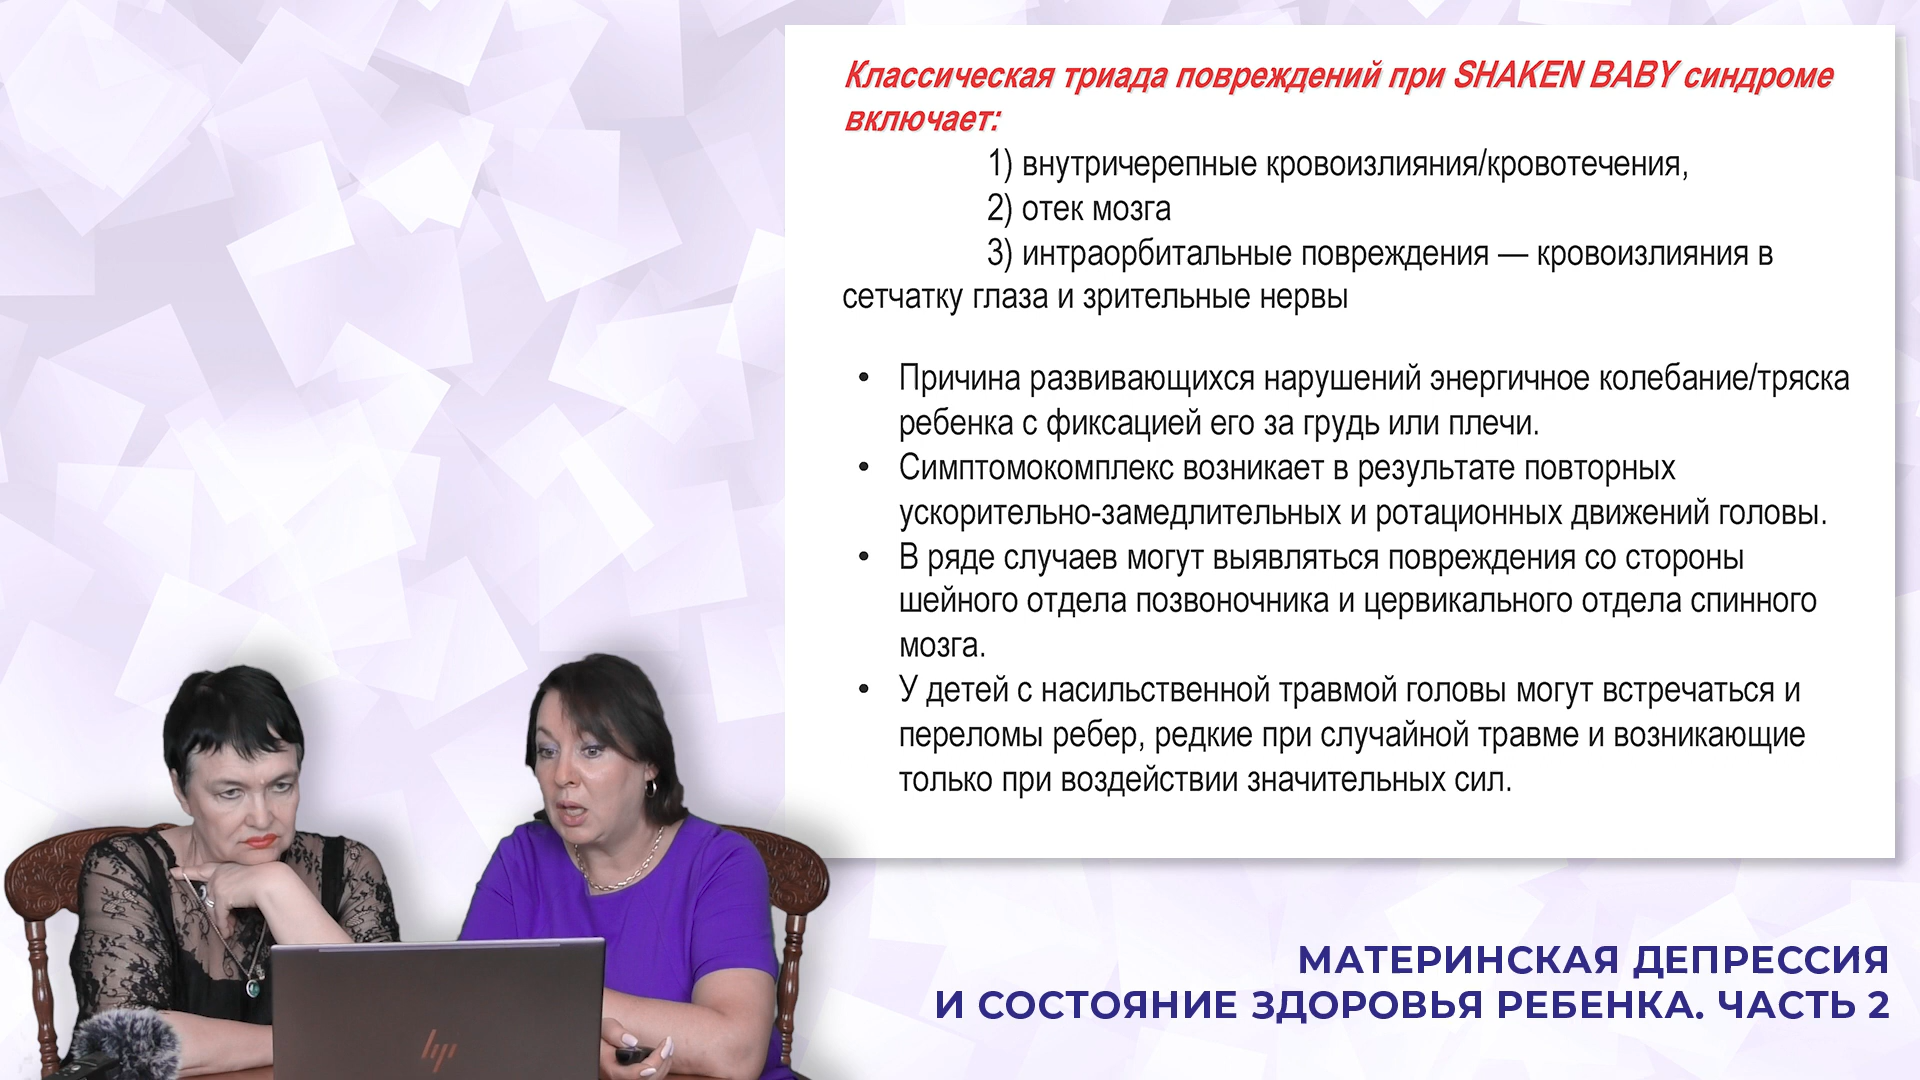 Классическая триада повреждений при SHAKEN BABY синдроме
включает:
1) внутричерепные кровоизлияния/кровотечения,
2) отек мозга
3) интраорбитальные повреждения — кровоизлияния в
сетчатку глаза и зрительные нервы
• Причина развивающихся нарушений энергичное колебание/тряска
ребенка с фиксацией его за грудь или плечи.
• Симптомокомплекс возникает в результате повторных
ускорительно-замедлительных и ротационных движений головы.
• В ряде случаев могут выявляться повреждения со стороны
шейного отдела позвоночника и цервикального отдела спинного
мозга.
• У детей с насильственной травмой головы могут встречаться и
переломы ребер, редкие при случайной травме и возникающие
только при воздействии значительных сил.
МАТЕРИНСКАЯ ДЕПРЕССИЯ
И СОСТОЯНИЕ ЗДОРОВЬЯ РЕБЕНКА. ЧАСТЬ 2
hp